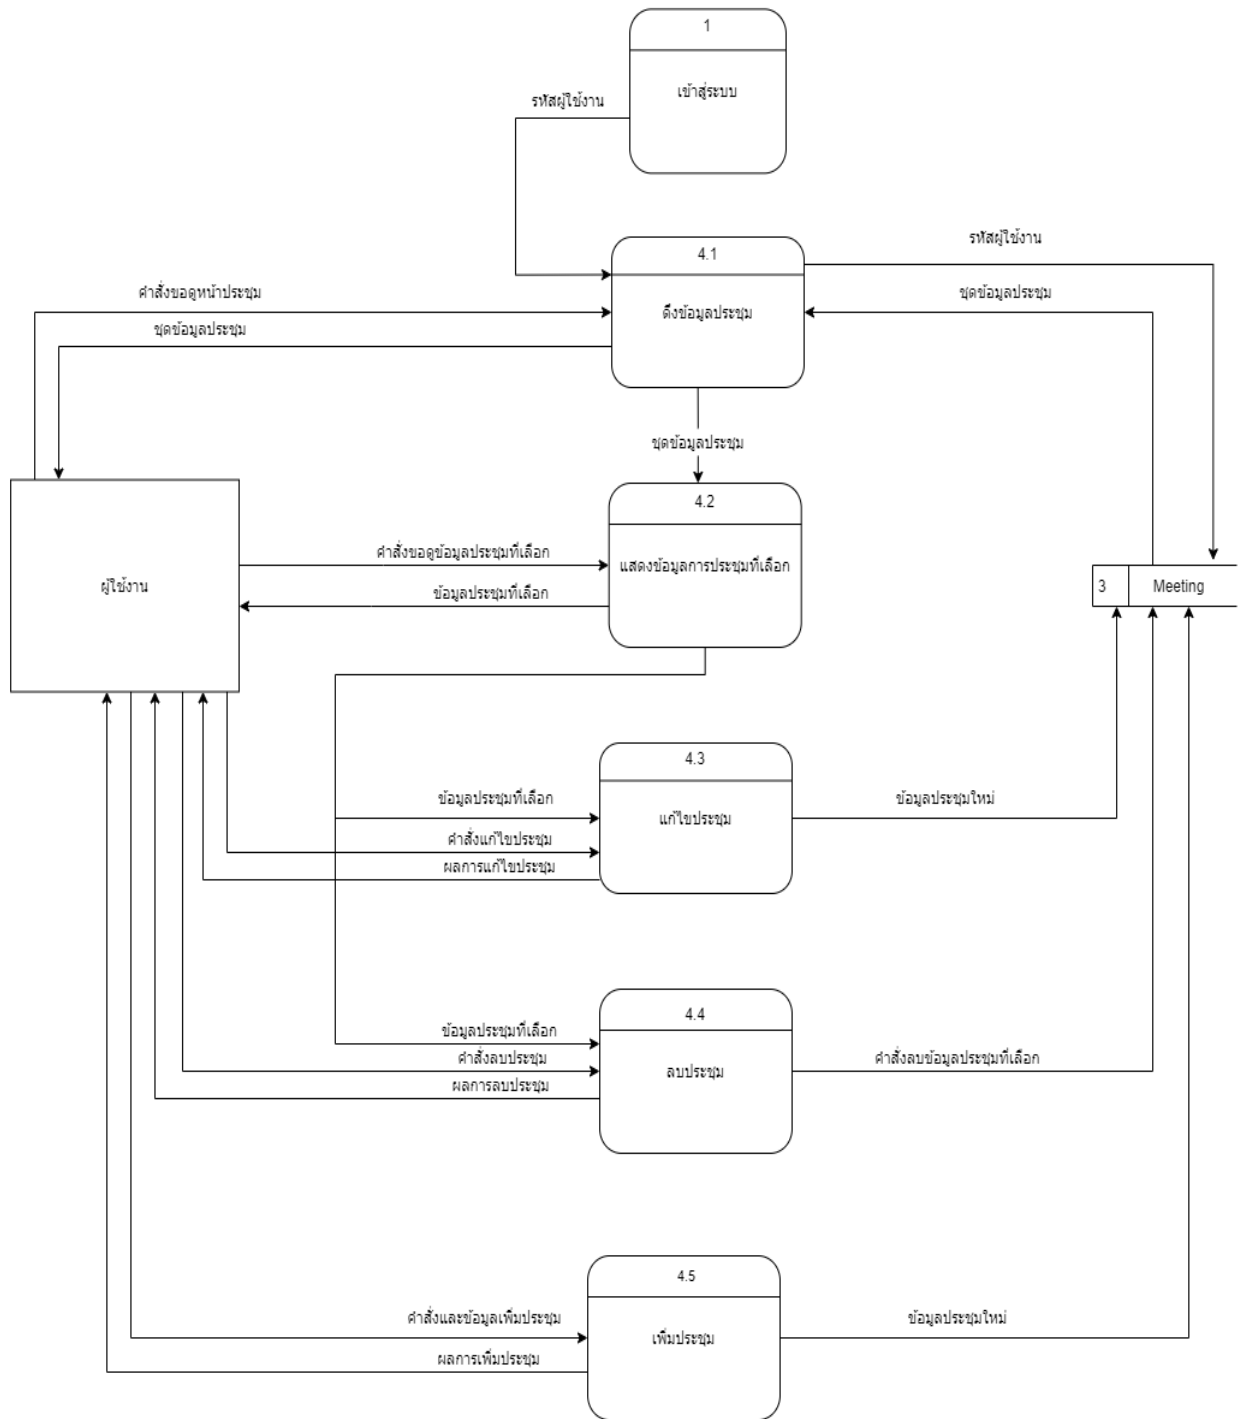 1
เข้าสู่ระบบ
รหัสผู้ใช้งาน
4.1
ดึงข้อมูลประชุม
รหัสผู้ใช้งาน
ชุดข้อมูลประชุม
คำสั่งขอดูหน้าประชุม
ชุดข้อมูลประชุม
ชุดข้อมูลประชุม
4.2
แสดงข้อมูลการประชุมที่เลือก
คำสั่งขอดูข้อมูลประชุมที่เลือก
ข้อมูลประชุมที่เลือก
ผู้ใช้งาน
3
Meeting
4.3
แก้ไขประชุม
ข้อมูลประชุมที่เลือก
คำสั่งแก้ไขประชุม
ผลการแก้ไขประชุม
ข้อมูลประชุมใหม่
4.4
ลบประชุม
ข้อมูลประชุมที่เลือก
คำสั่งลบประชุม
ผลการลบประชุม
คำสั่งลบข้อมูลประชุมที่เลือก
4.5
เพิ่มประชุม
คำสั่งและข้อมูลเพิ่มประชุม
ผลการเพิ่มประชุม
ข้อมูลประชุมใหม่